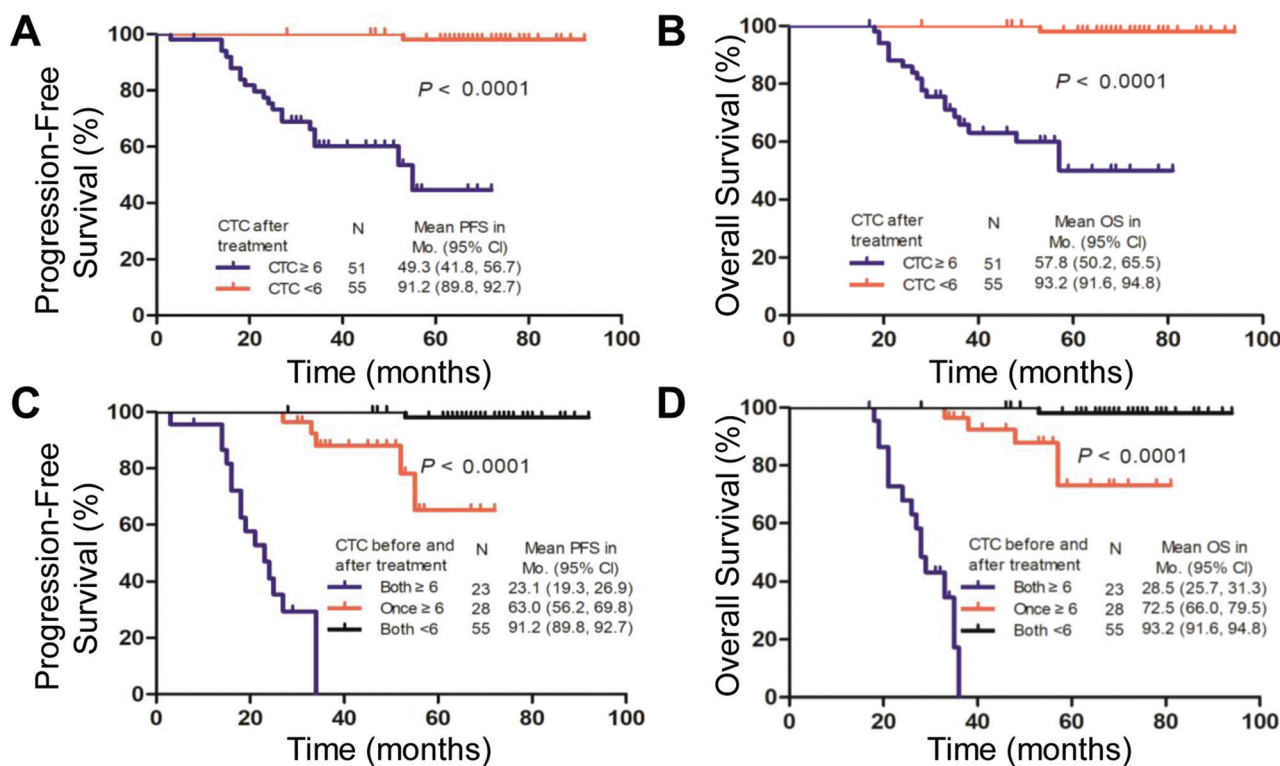 A
Progression-Free
Survival (%)
100
80
60
40
20
0
P < 0.0001
CTC after
treatment
N
Mean PFS in
Mo. (95% CI)
CTC ≥ 6 51 49.3 (41.8, 56.7)
CTC <6 55 91.2 (89.8, 92.7)
0 20 40 60 80 100
Time (months)
B
Overall Survival (%)
100
80
60
40
20
0
P < 0.0001
CTC after
treatment
N
Mean OS in
Mo. (95% CI)
CTC ≥ 6 51 57.8 (50.2, 65.5)
CTC <6 55 93.2 (91.6, 94.8)
0 20 40 60 80 100
Time (months)
C
Progression-Free
Survival (%)
100
80
60
40
20
0
P < 0.0001
CTC before and
after treatment
N
Mean PFS in
Mo. (95% CI)
Both ≥ 6 23 23.1 (19.3, 26.9)
Once ≥ 6 28 63.0 (56.2, 69.8)
Both <6 55 91.2 (89.8, 92.7)
0 20 40 60 80 100
Time (months)
D
Overall Survival (%)
100
80
60
40
20
0
P < 0.0001
CTC before and
after treatment
N
Mean OS in
Mo. (95% CI)
Both ≥ 6 23 28.5 (25.7, 31.3)
Once ≥ 6 28 72.5 (66.0, 79.5)
Both <6 55 93.2 (91.6, 94.8)
0 20 40 60 80 100
Time (months)